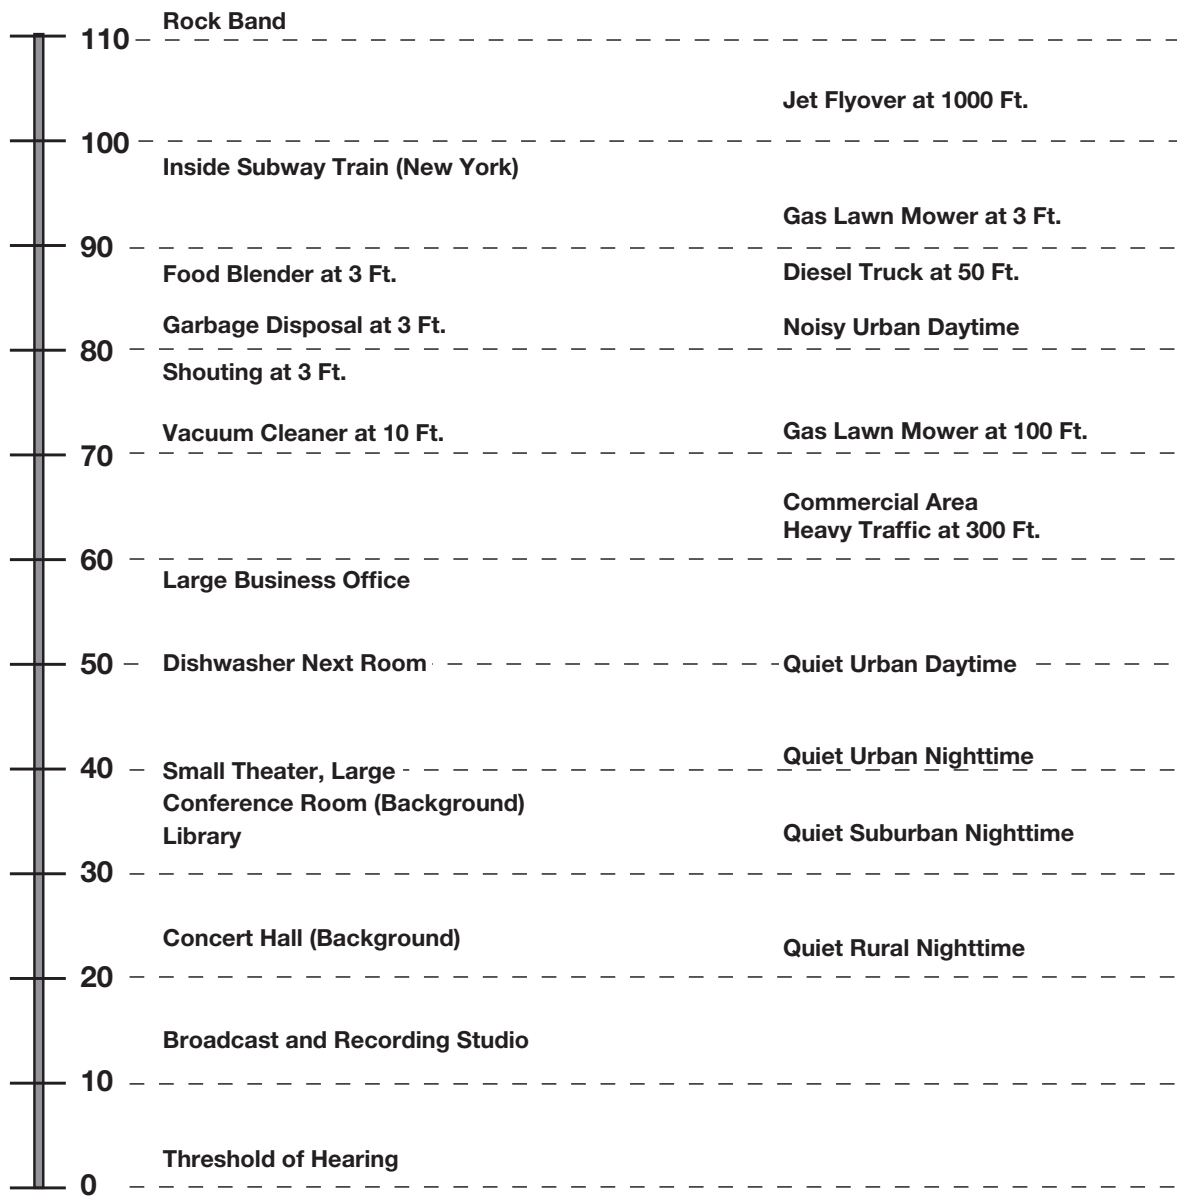 Rock Band
110
Jet Flyover at 1000 Ft.
100
Inside Subway Train (New York)
Gas Lawn Mower at 3 Ft.
90
Food Blender at 3 Ft.
Diesel Truck at 50 Ft.
Garbage Disposal at 3 Ft.
Noisy Urban Daytime
80
Shouting at 3 Ft.
Vacuum Cleaner at 10 Ft.
Gas Lawn Mower at 100 Ft.
70
Commercial Area
Heavy Traffic at 300 Ft.
60
Large Business Office
50
Dishwasher Next Room
Quiet Urban Daytime
Quiet Urban Nighttime
40
Small Theater, Large
Conference Room (Background)
Library
Quiet Suburban Nighttime
30
Concert Hall (Background)
Quiet Rural Nighttime
20
Broadcast and Recording Studio
10
Threshold of Hearing
0